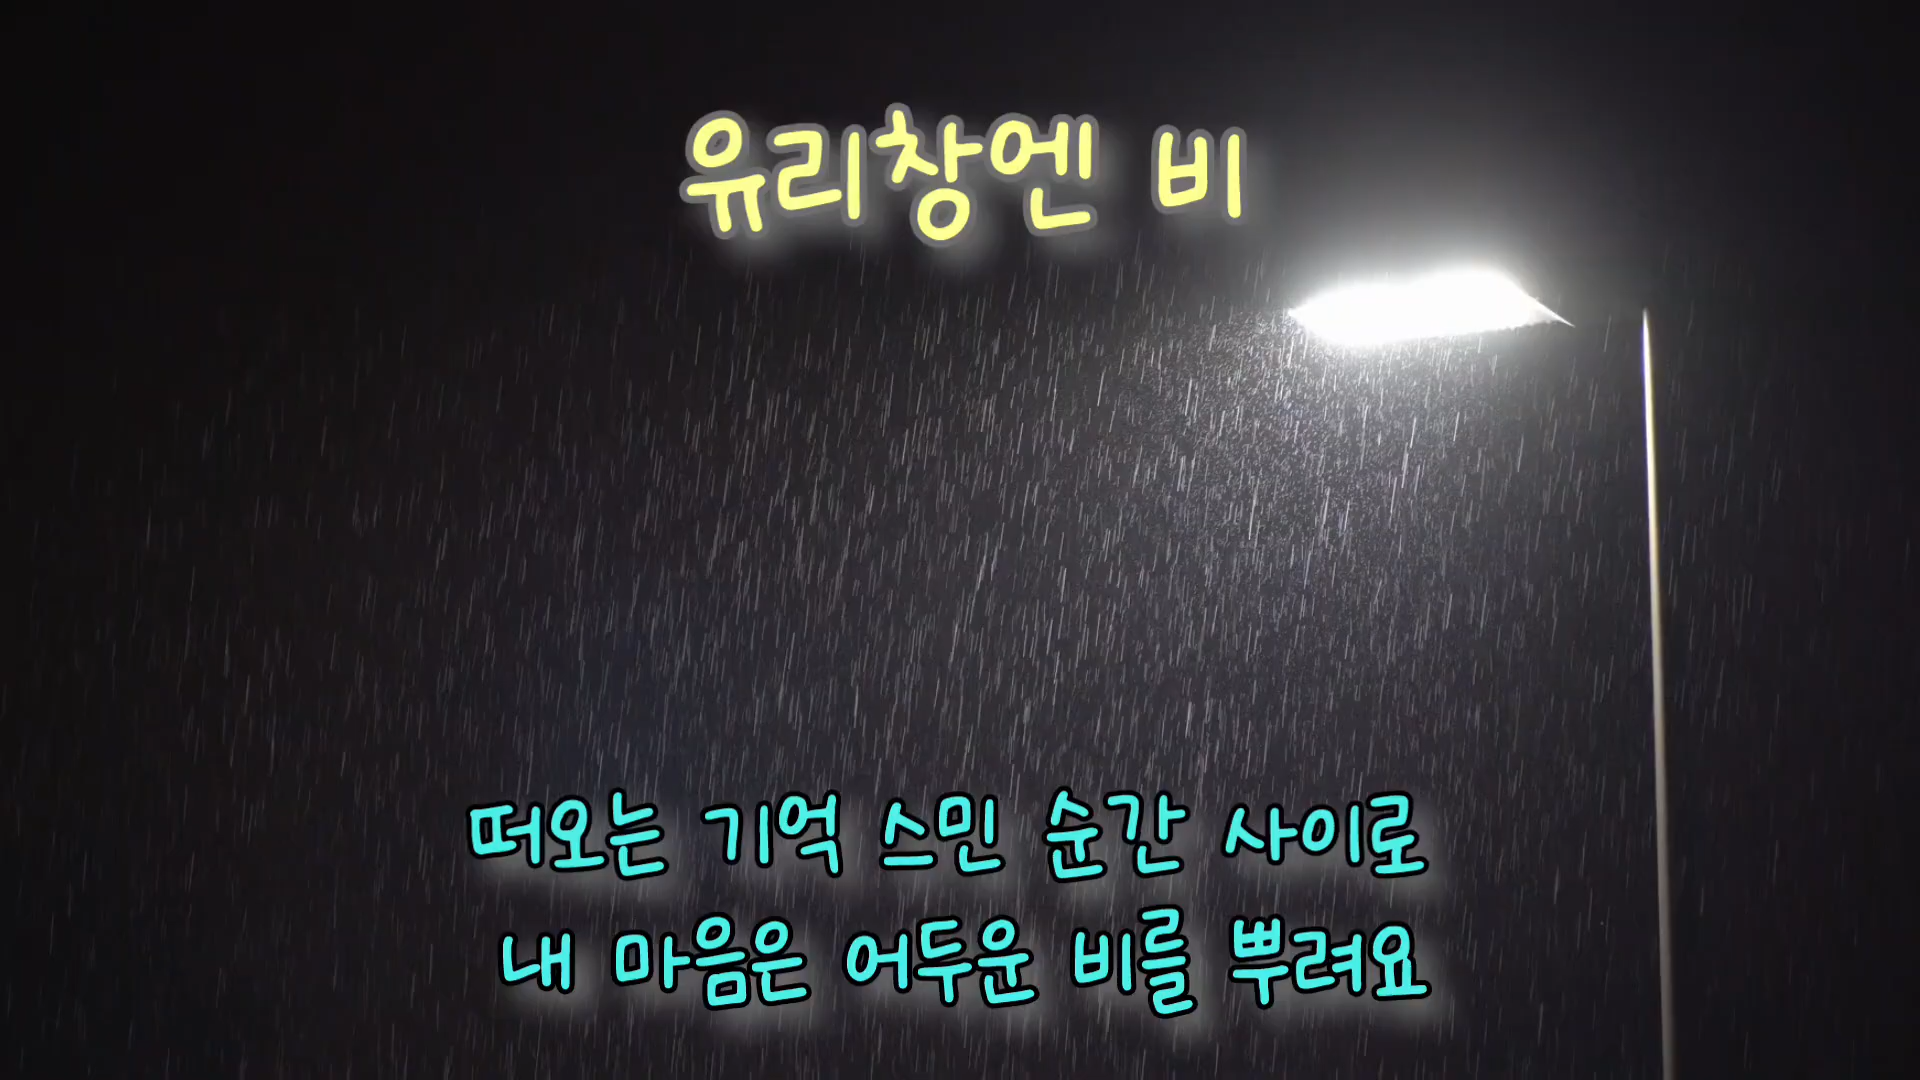 유리창엔 비
떠오는 기억 스민 순간 사이로
내 마음은 어두운 비를 뿌려요